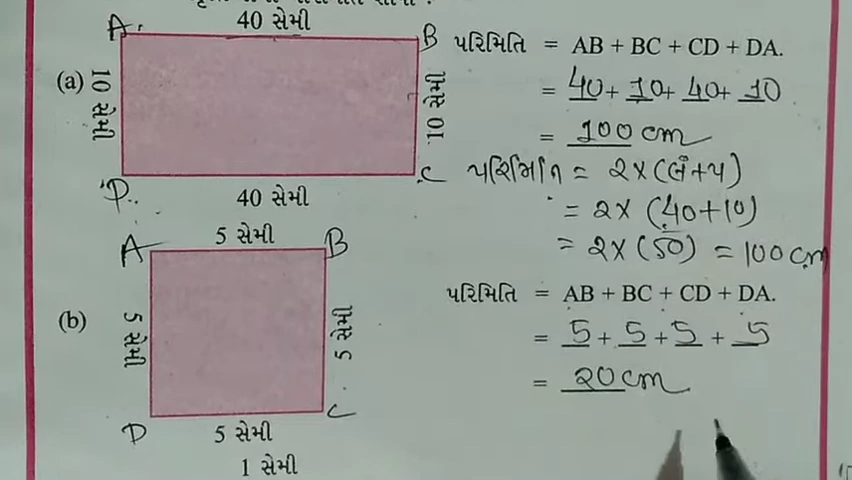 40 સેમી
A B પરિમિતિ = AB + BC + CD + DA.
(a) 10 સેમી 10 સેમી = 40 + 10 + 40 + 10
= 100 cm
D C પરિમિતિ = 2 × (લં+પ)
40 સેમી = 2 × (40+10)
= 2 × (50) = 100 cm
5 સેમી
A B
પરિમિતિ = AB + BC + CD + DA.
(b) 5 સેમી 5 સેમી = 5 + 5 + 5 + 5
= 20 cm
D C
5 સેમી
1 સેમી